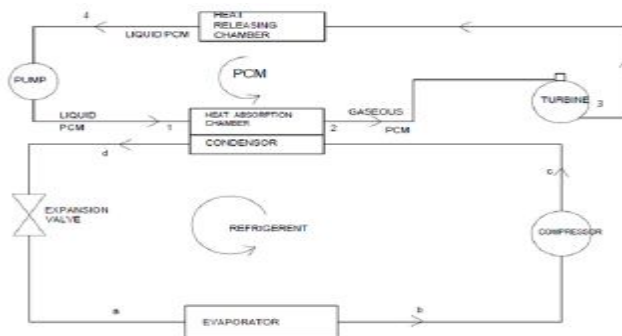 4
HEAT
RELEASING
CHAMBER
LIQUID PCM
PUMP
PCM
TURBINE
3
LIQUID
PCM
1
HEAT ABSORPTION
CHAMBER
2
GASEOUS
PCM
CONDENSOR
d
c
EXPANSION
VALVE
REFRIGERENT
COMPRESSOR
a
EVAPORATOR
b